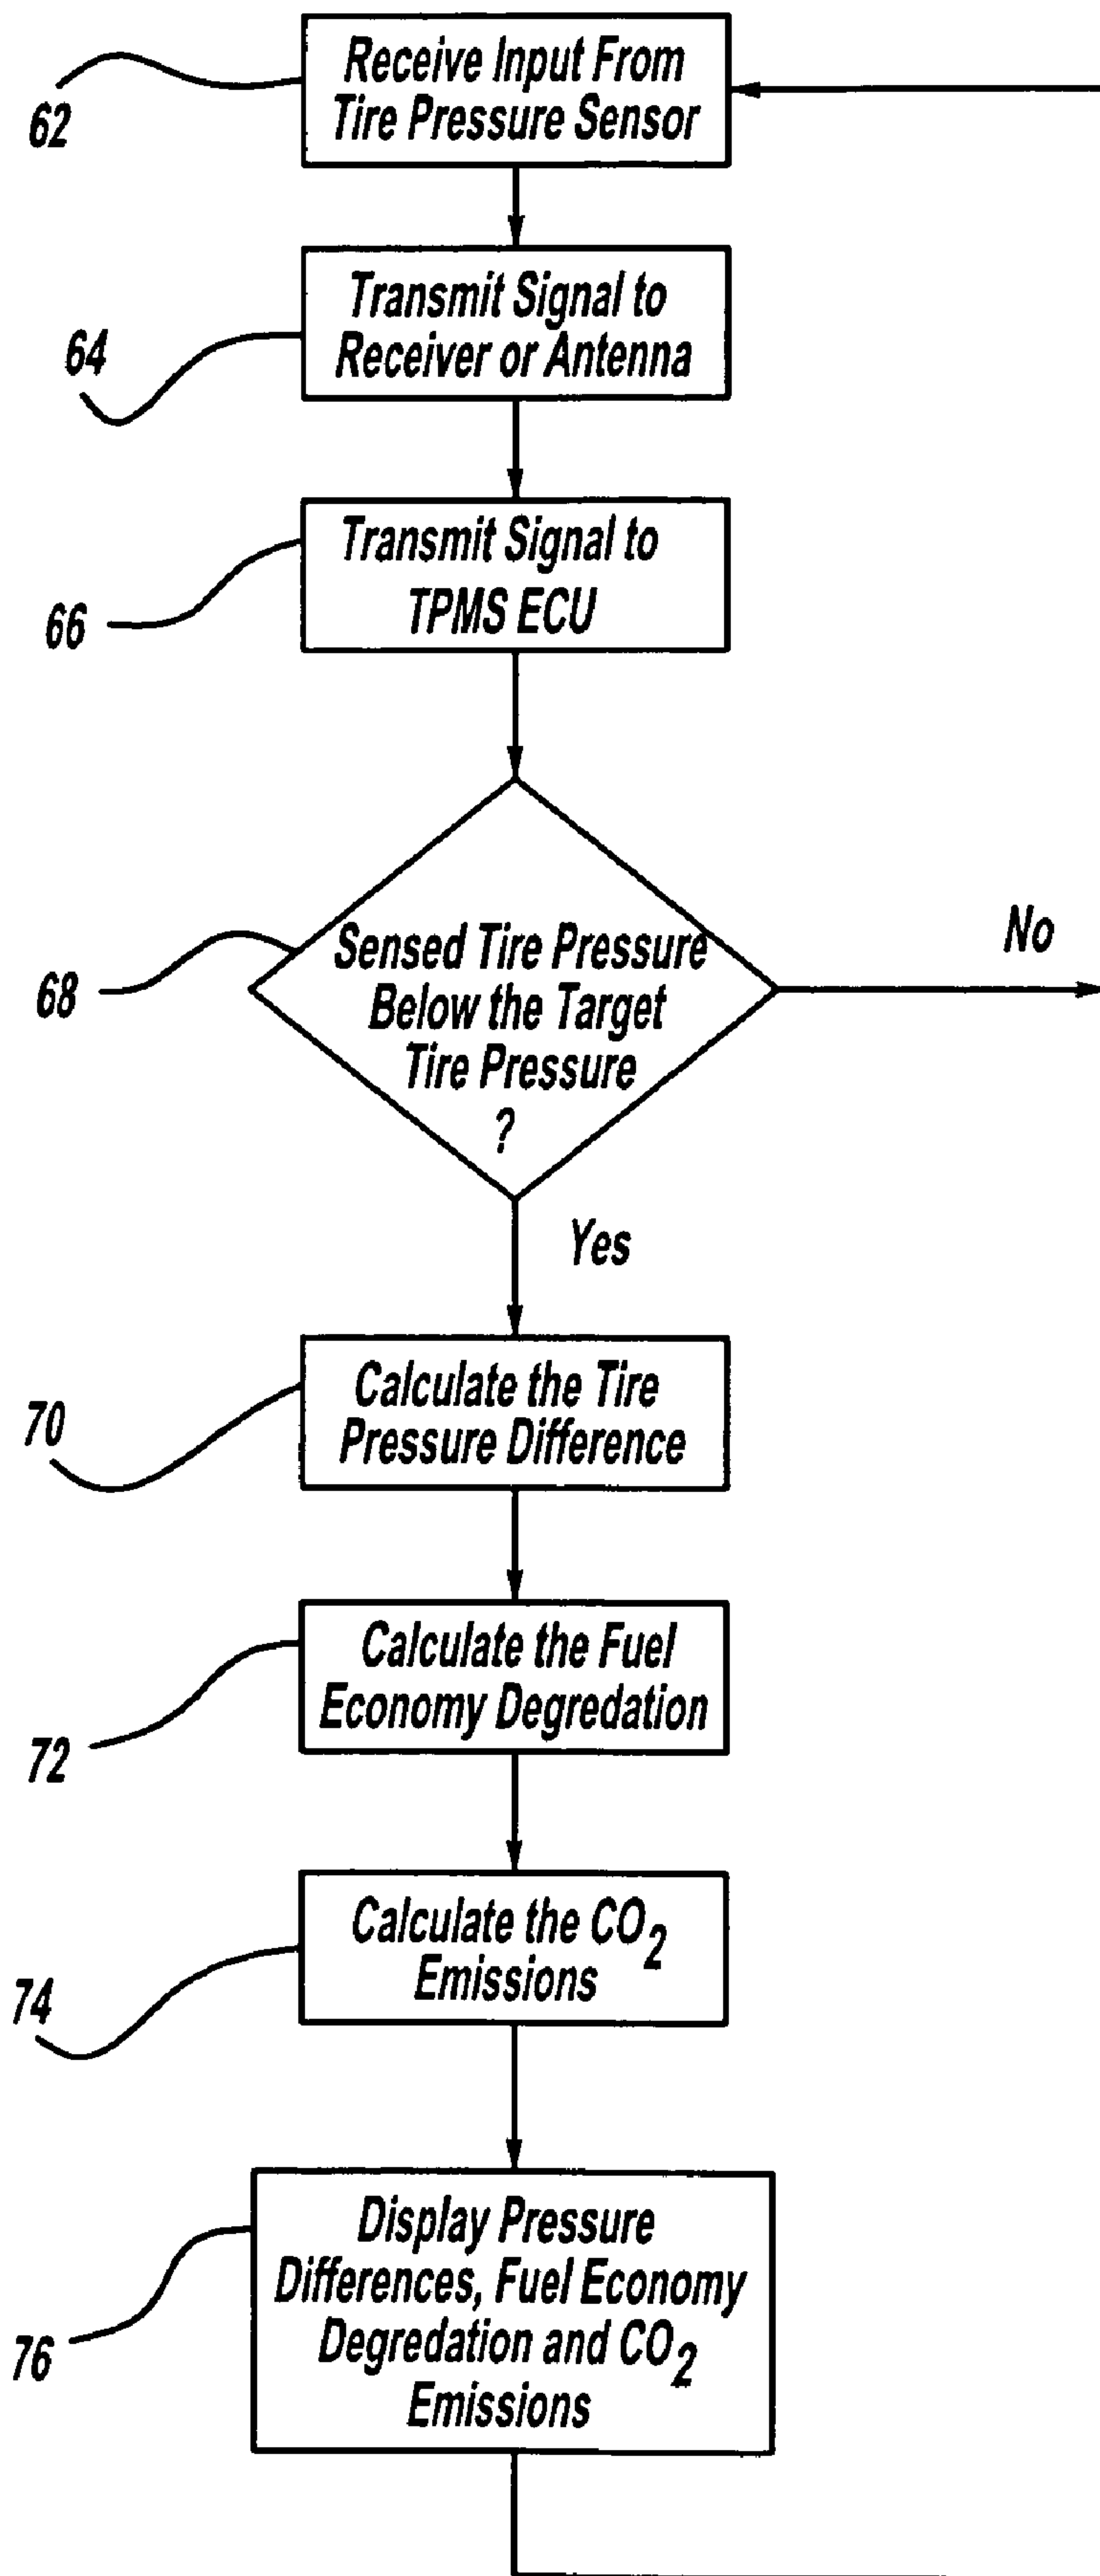 Receive Input From
Tire Pressure Sensor
62
Transmit Signal to
Receiver or Antenna
64
Transmit Signal to
TPMS ECU
66
Sensed Tire Pressure
Below the Target
Tire Pressure
?
68
No
Yes
Calculate the Tire
Pressure Difference
70
Calculate the Fuel
Economy Degredation
72
Calculate the CO2
Emissions
74
Display Pressure
Differences, Fuel Economy
Degredation and CO2
Emissions
76